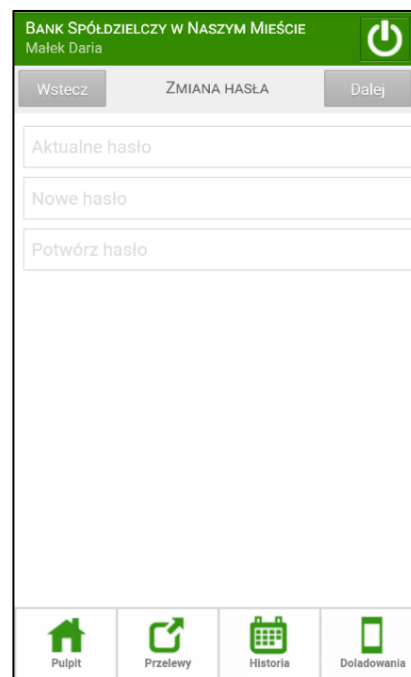 Bank Spółdzielczy w Naszym Mieście
Małek Daria
Wstecz Zmiana hasła Dalej
Aktualne hasło
Nowe hasło
Potwórz hasło
Pulpit Przelewy Historia Doladowania